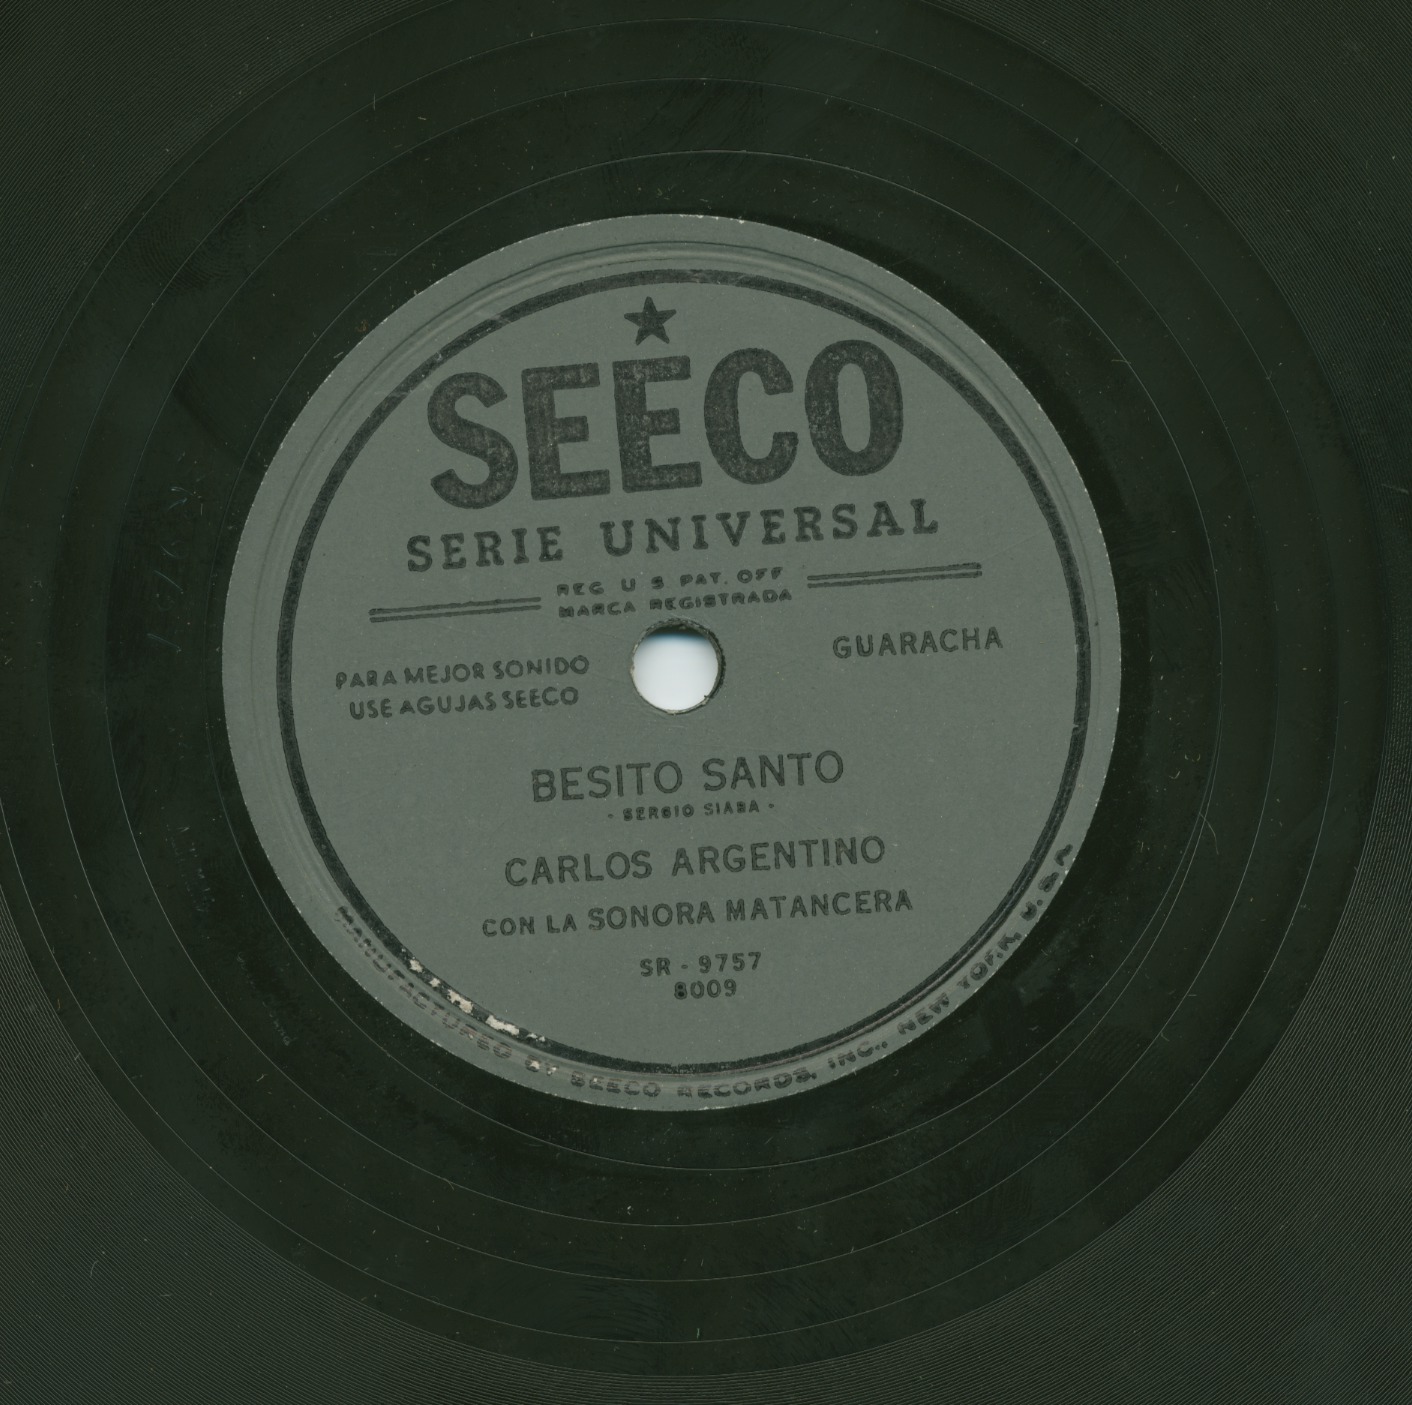 SEECO
SERIE UNIVERSAL
REG U S PAT. OFF
MARCA REGISTRADA
GUARACHA
PARA MEJOR SONIDO
USE AGUJAS SEECO
BESITO SANTO
- SERGIO SIABA -
CARLOS ARGENTINO
CON LA SONORA MATANCERA
SR - 9757
8009
MANUFACTURED BY SEECO RECORDS, INC., NEW YORK, U.S.A.